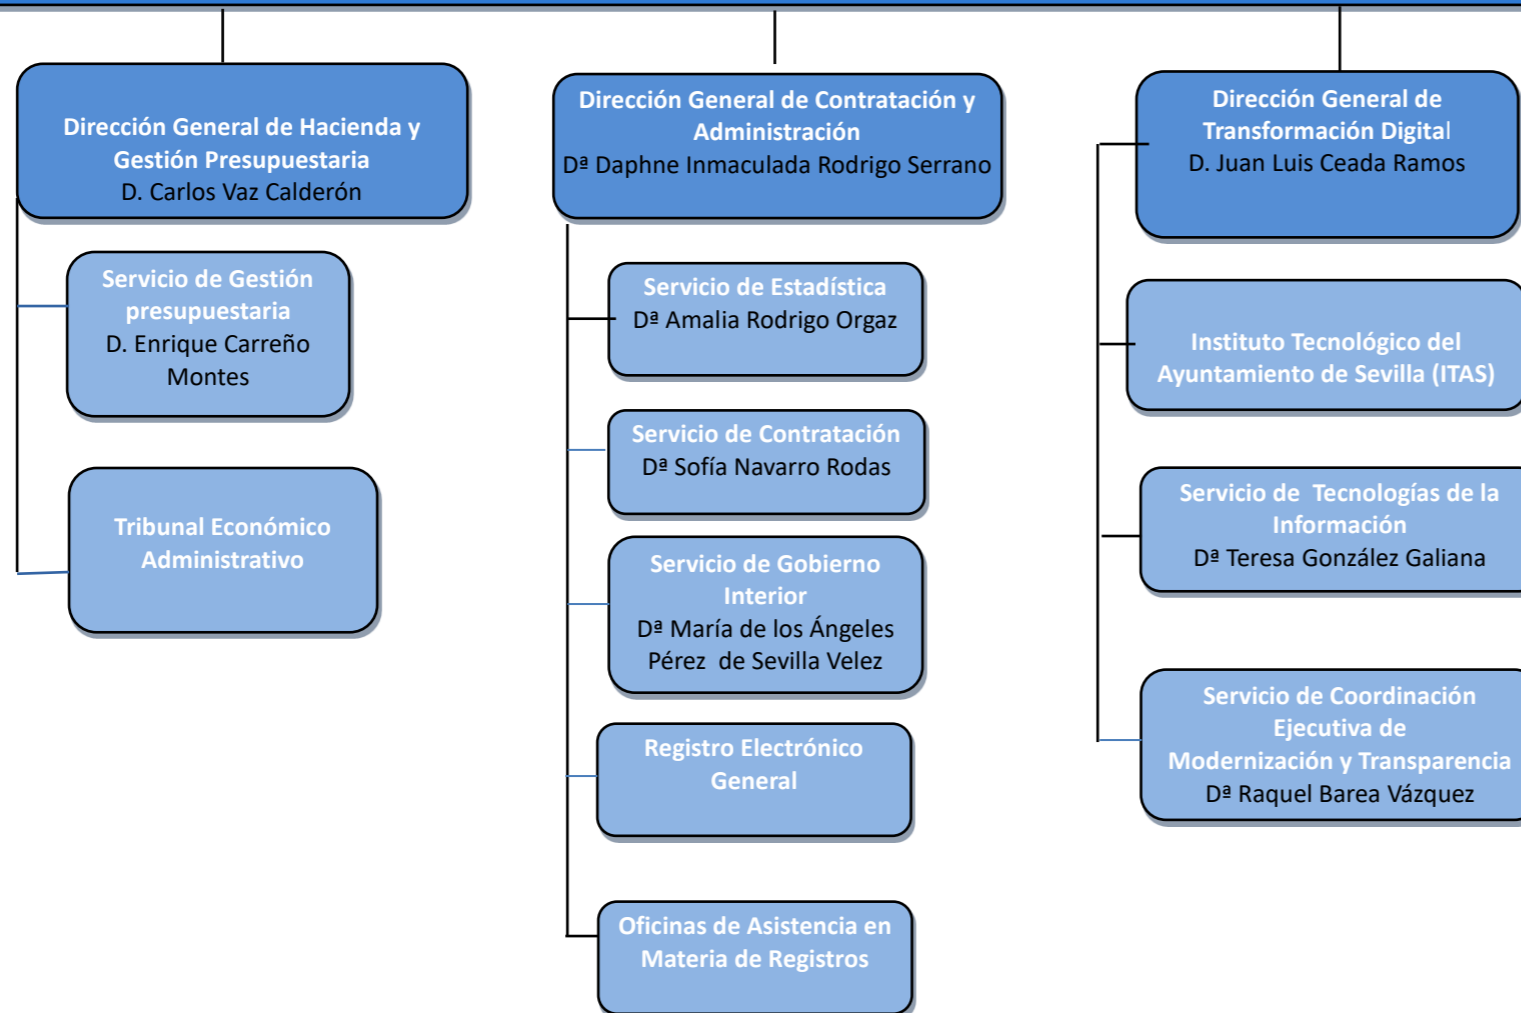 Dirección General de Hacienda y
Gestión Presupuestaria
D. Carlos Vaz Calderón
Servicio de Gestión
presupuestaria
D. Enrique Carreño
Montes
Tribunal Económico
Administrativo
Dirección General de Contratación y
Administración
Dª Daphne Inmaculada Rodrigo Serrano
Servicio de Estadística
Dª Amalia Rodrigo Orgaz
Servicio de Contratación
Dª Sofía Navarro Rodas
Servicio de Gobierno
Interior
Dª María de los Ángeles
Pérez  de Sevilla Velez
Registro Electrónico
General
Oficinas de Asistencia en
Materia de Registros
Dirección General de
Transformación Digital
D. Juan Luis Ceada Ramos
Instituto Tecnológico del
Ayuntamiento de Sevilla (ITAS)
Servicio de  Tecnologías de la
Información
Dª Teresa González Galiana
Servicio de Coordinación
Ejecutiva de
Modernización y Transparencia
Dª Raquel Barea Vázquez